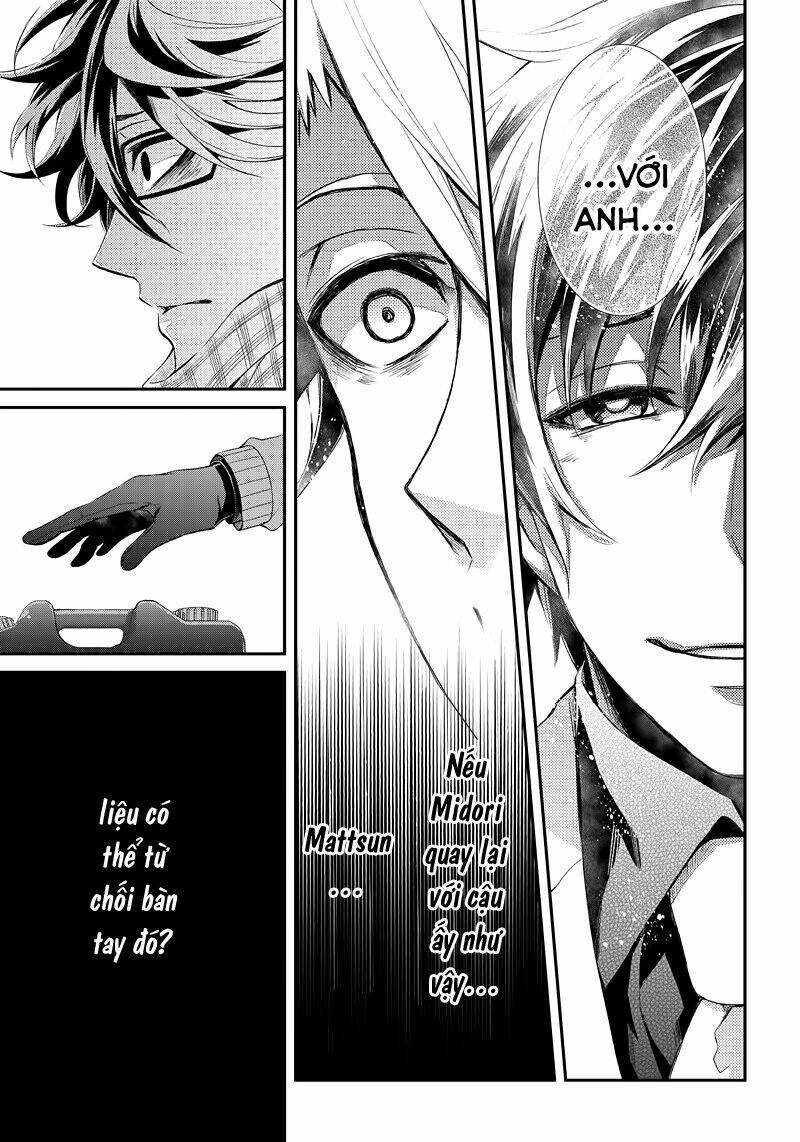 ...VỚI
ANH...
Nếu
Midori
quay lại
với cậu
ấy như
vậy...
Mattsun
...
liệu có
thể từ
chối bàn
tay đó?